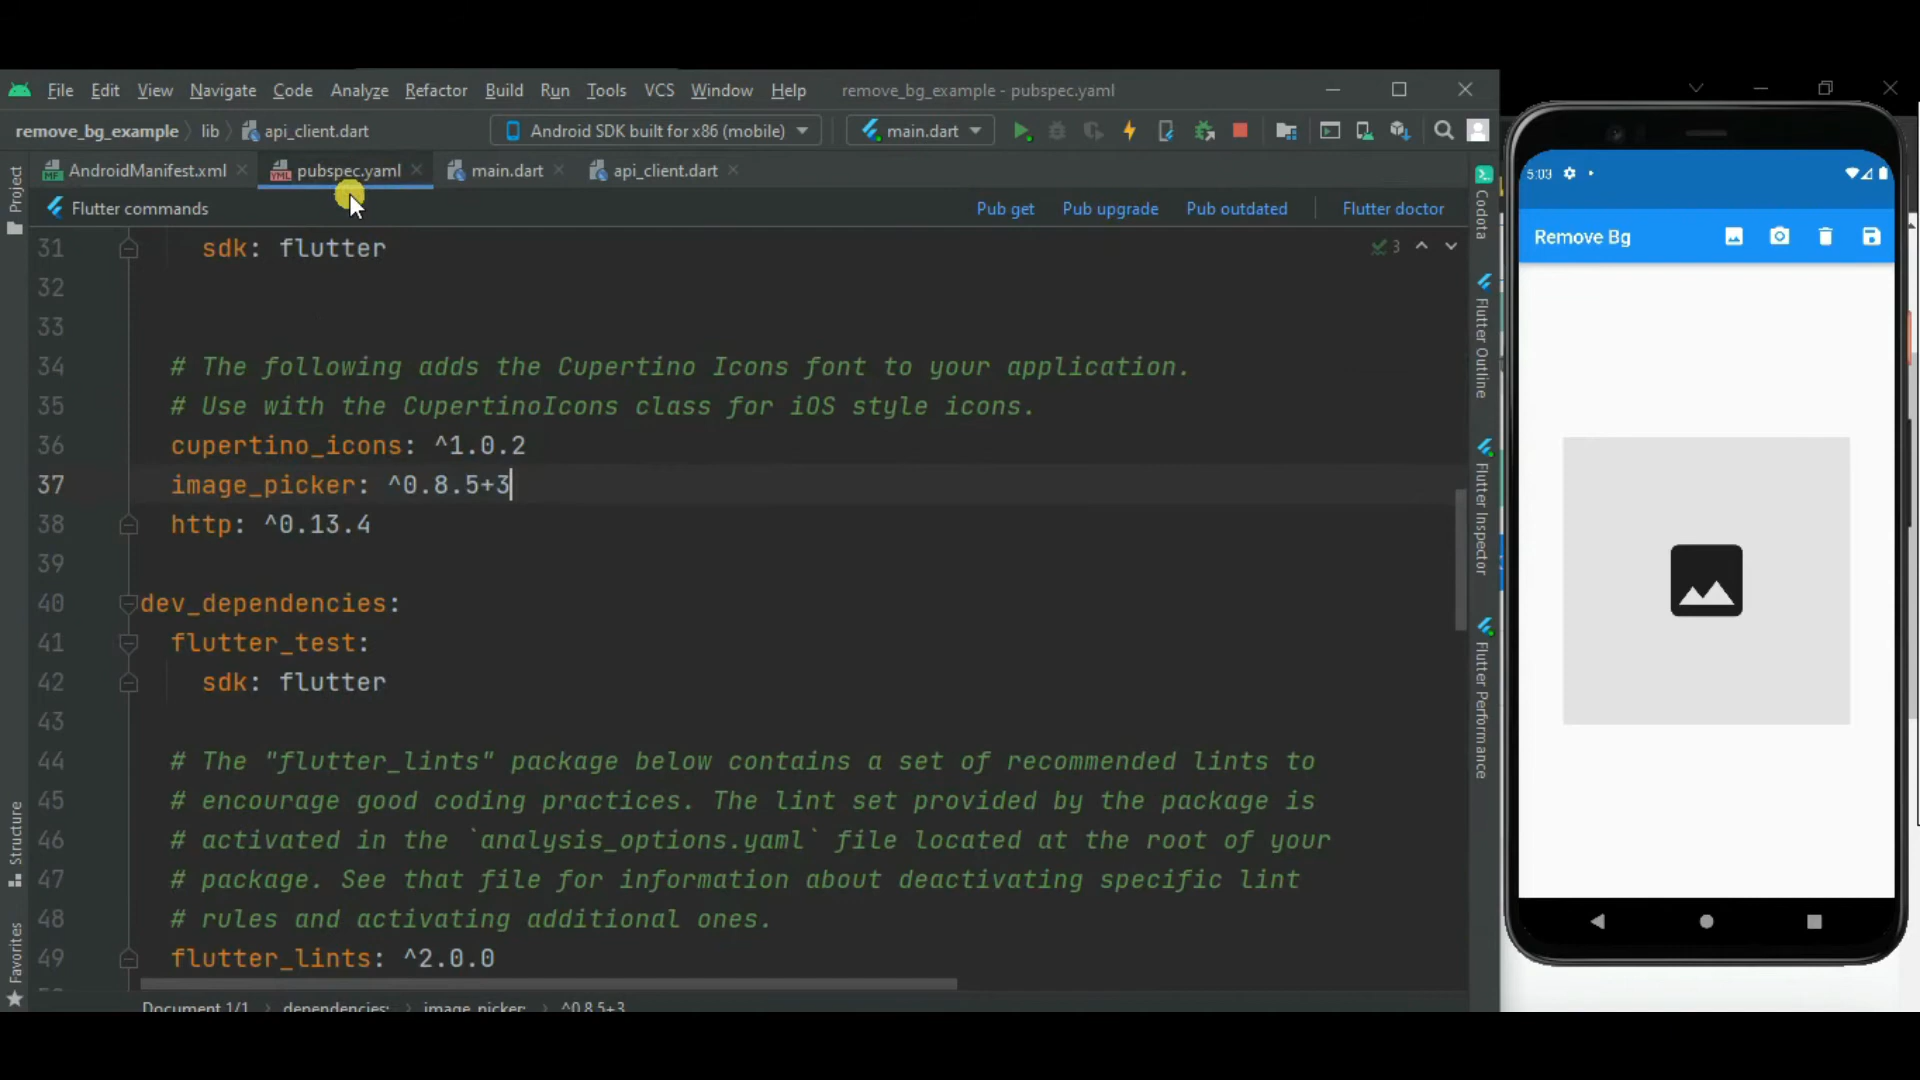 File Edit View Navigate Code Analyze Refactor Build Run Tools VCS Window Help remove_bg_example - pubspec.yaml
remove_bg_example lib api_client.dart Android SDK built for x86 (mobile) main.dart
AndroidManifest.xml pubspec.yaml main.dart api_client.dart
Flutter commands Pub get Pub upgrade Pub outdated Flutter doctor
31 sdk: flutter
3
32
33
34 # The following adds the Cupertino Icons font to your application.
35 # Use with the CupertinoIcons class for iOS style icons.
36 cupertino_icons: ^1.0.2
37 image_picker: ^0.8.5+3
38 http: ^0.13.4
39
40 dev_dependencies:
41 flutter_test:
42 sdk: flutter
43
44 # The "flutter_lints" package below contains a set of recommended lints to
45 # encourage good coding practices. The lint set provided by the package is
46 # activated in the `analysis_options.yaml` file located at the root of your
47 # package. See that file for information about deactivating specific lint
48 # rules and activating additional ones.
49 flutter_lints: ^2.0.0
Document 1/1 dependencies: image_picker: ^0.8.5+3
Project
Structure
Favorites
Codota
Flutter Outline
Flutter Inspector
Flutter Performance
5:03
Remove Bg